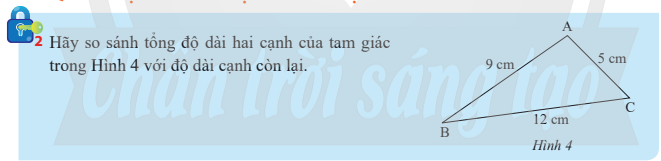 2 Hãy so sánh tổng độ dài hai cạnh của tam giác
trong Hình 4 với độ dài cạnh còn lại.
A
9 cm
5 cm
C
12 cm
B
Hình 4
Chân trời sáng tạo